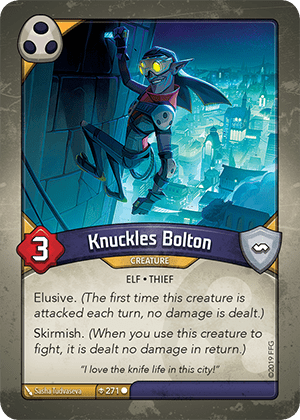 3
Knuckles Bolton
CREATURE
ELF • THIEF
Elusive. (The first time this creature is
attacked each turn, no damage is dealt.)
Skirmish. (When you use this creature to
fight, it is dealt no damage in return.)
"I love the knife life in this city!"
©2019 FFG
Sasha Tudvaseva
271